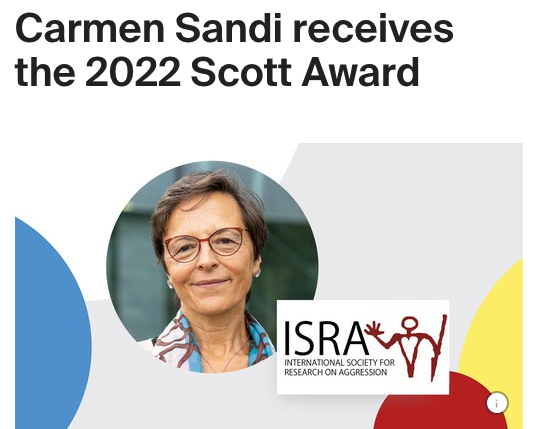 Carmen Sandi receives
the 2022 Scott Award
ISRA
INTERNATIONAL SOCIETY FOR
RESEARCH ON AGGRESSION
i